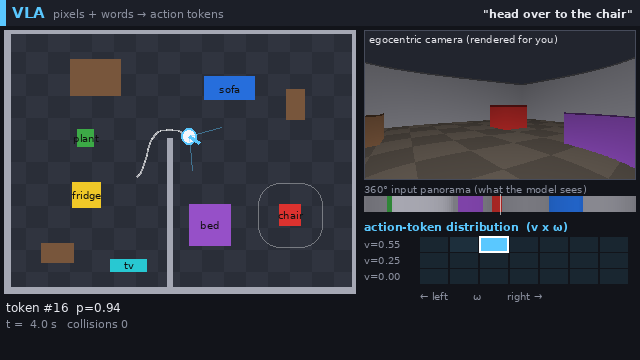 VLA pixels + words → action tokens
"head over to the chair"
egocentric camera (rendered for you)
sofa
plant
fridge
bed
chair
tv
360° input panorama (what the model sees)
action-token distribution (v x ω)
v=0.55
v=0.25
v=0.00
← left ω right →
token #16 p=0.94
t = 4.0 s collisions 0